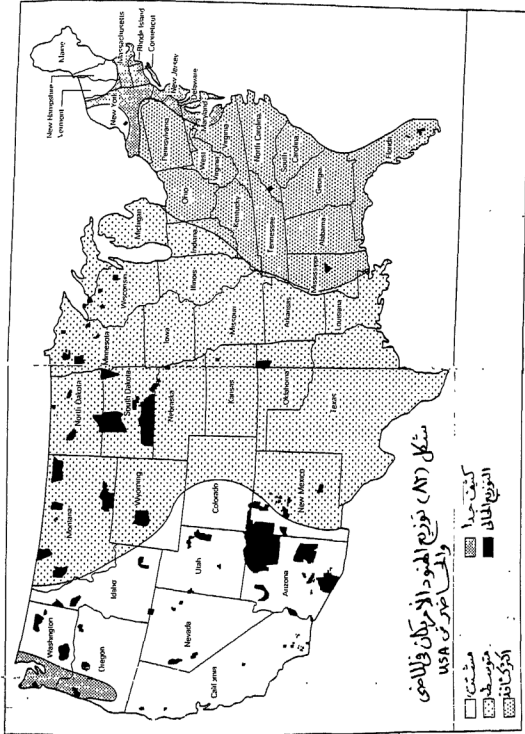 Maine
New Hampshire
Vermont
Massachusetts
Rhode Island
Connecticut
New York
New Jersey
Delaware
Maryland
Pennsylvania
West Virginia
Virginia
Ohio
Kentucky
North Carolina
South Carolina
Tennessee
Georgia
Florida
Alabama
Mississippi
Michigan
Indiana
Illinois
Wisconsin
Minnesota
Iowa
Missouri
Arkansas
Louisiana
North Dakota
South Dakota
Nebraska
Kansas
Oklahoma
Texas
Montana
Wyoming
Colorado
New Mexico
Idaho
Utah
Arizona
Washington
Oregon
Nevada
California
شكل (٨٢) توزيع الهنود الأمريكان في الماضي
والحاضر في USA
مشتت
متوسط
أكثر كثافة
كثيف جدا
التوزيع الحالي